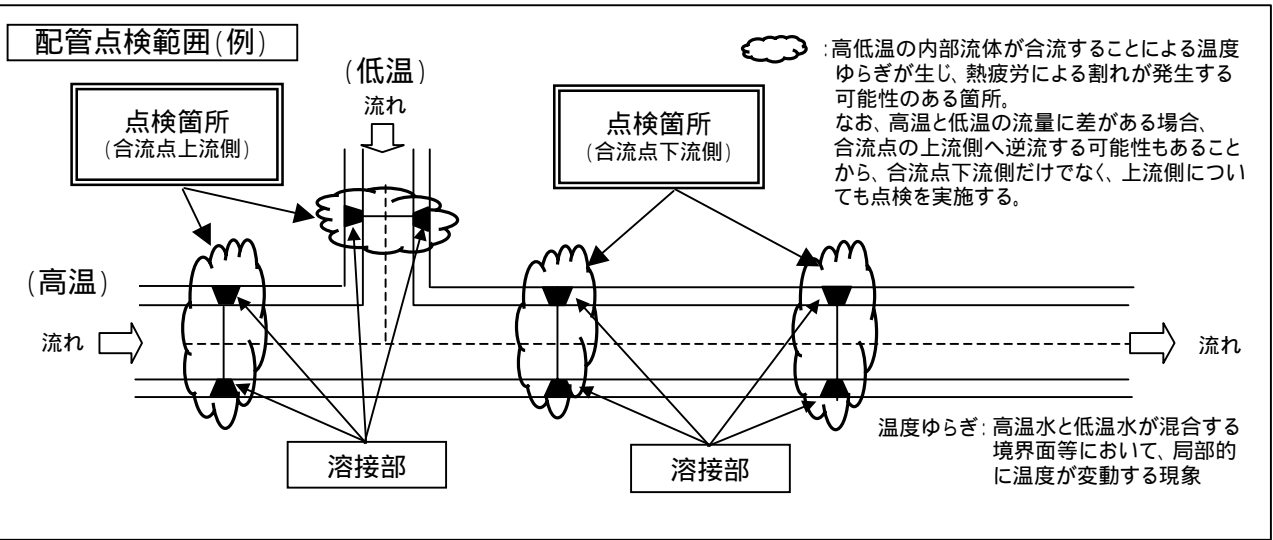 配管点検範囲(例)
(低温)
流れ
点検箇所
(合流点上流側)
点検箇所
(合流点下流側)
:高低温の内部流体が合流することによる温度
ゆらぎが生じ、熱疲労による割れが発生する
可能性のある箇所。
なお、高温と低温の流量に差がある場合、
合流点の上流側へ逆流する可能性もあること
から、合流点下流側だけでなく、上流側につい
ても点検を実施する。
(高温)
流れ
流れ
溶接部
溶接部
温度ゆらぎ:高温水と低温水が混合する
境界面等において、局部的
に温度が変動する現象